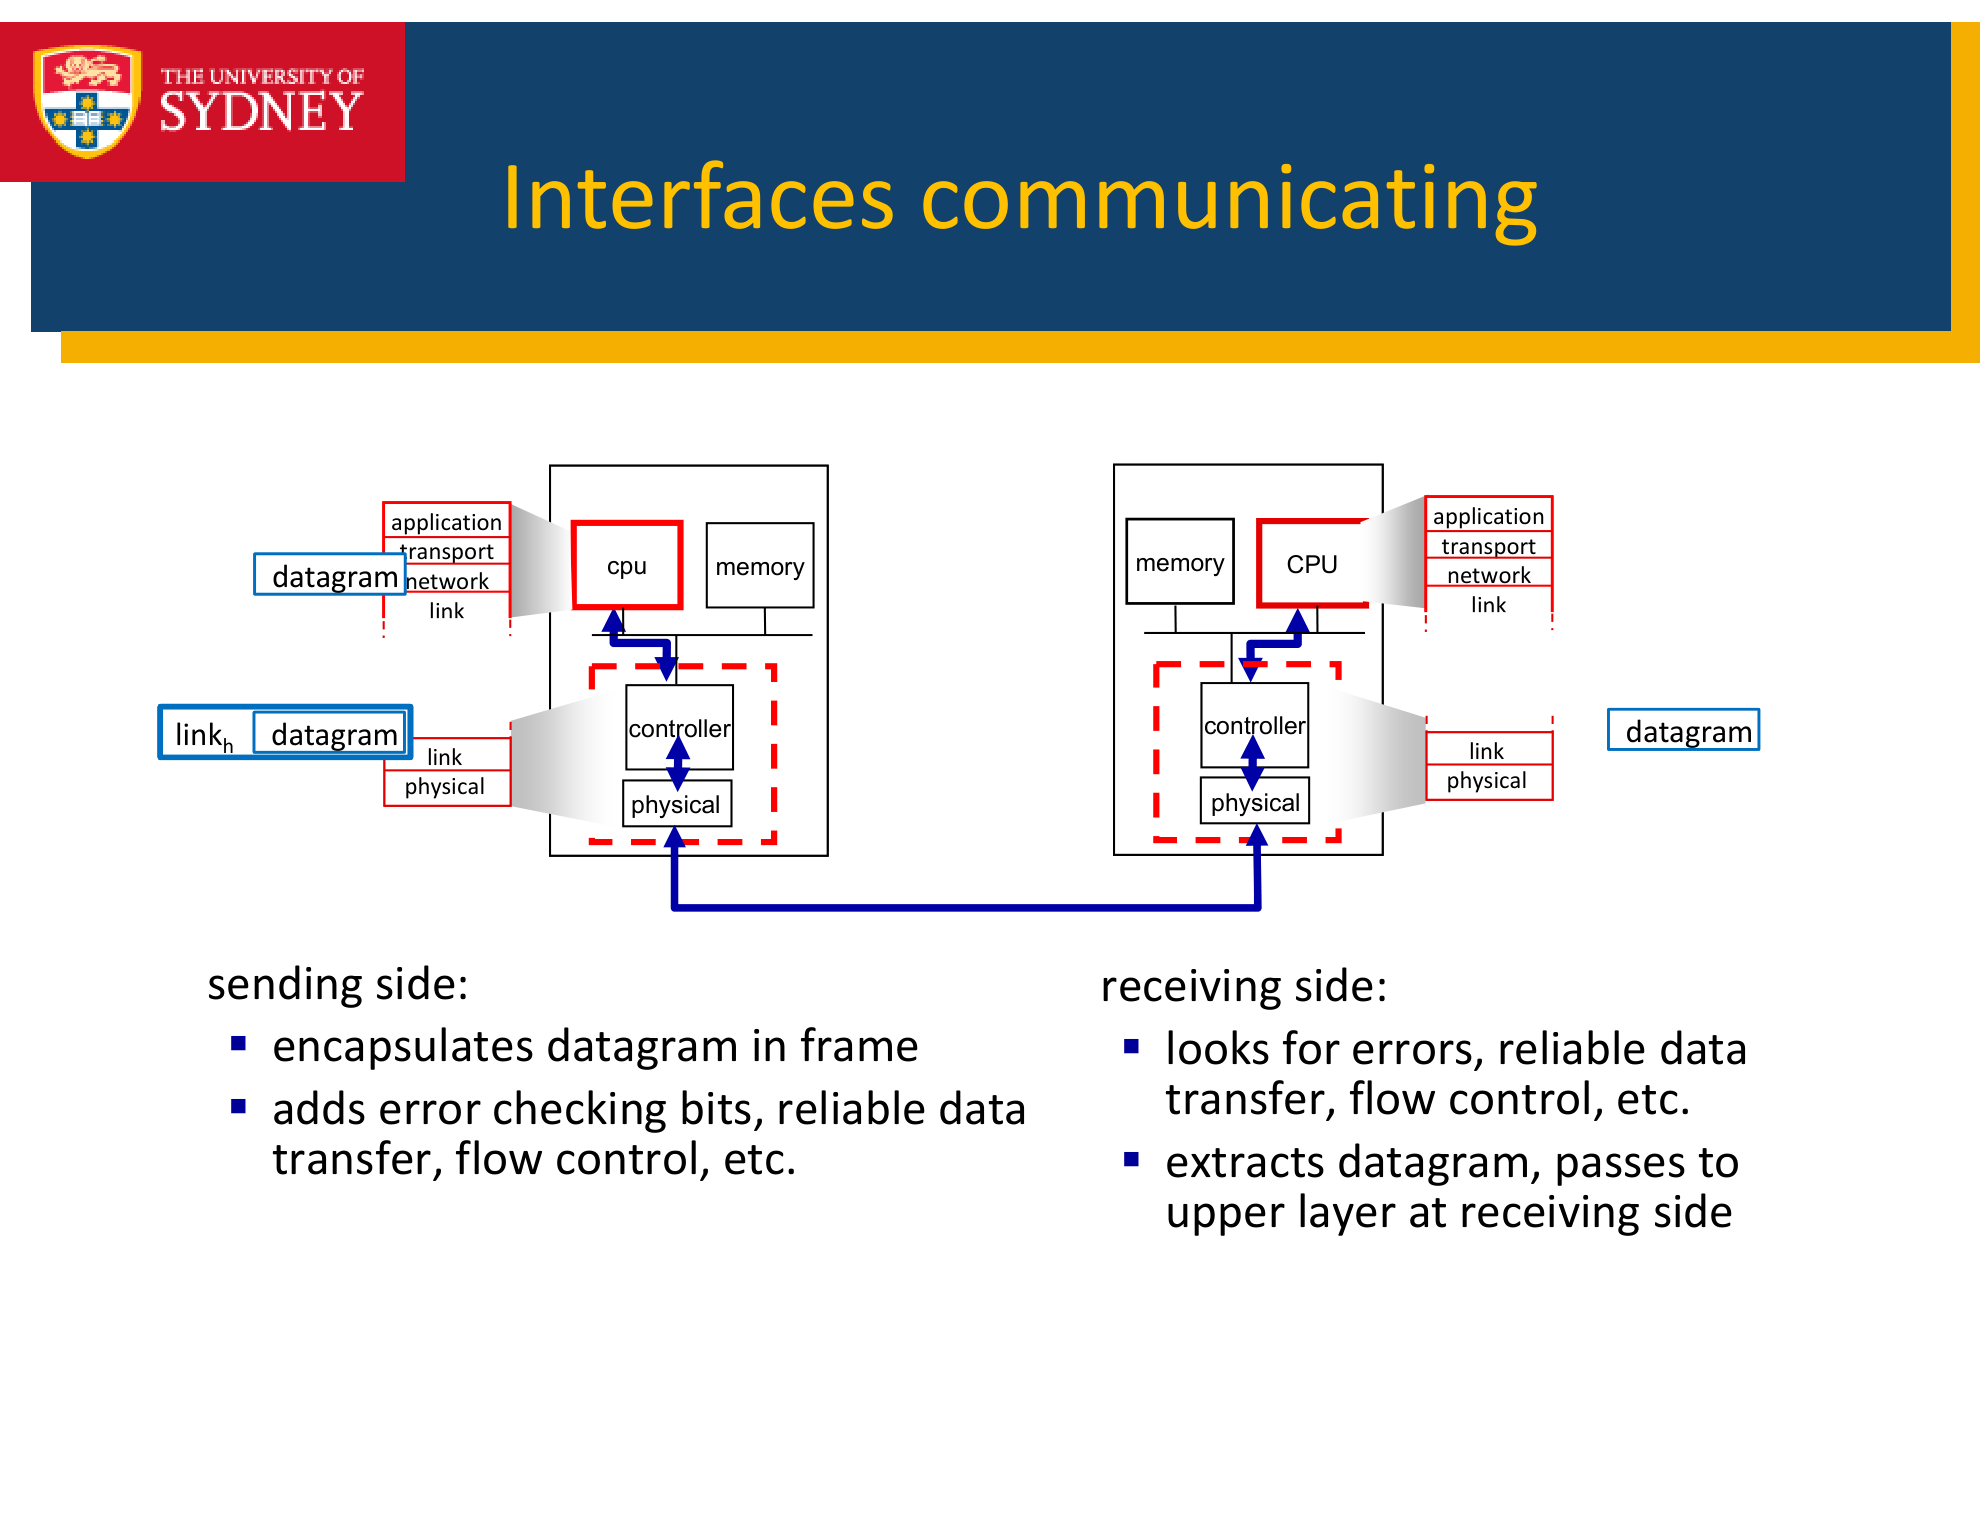 THE UNIVERSITY OF
SYDNEY
Interfaces communicating
application
transport
network
link
datagram
cpu
memory
controller
physical
link
physical
linkh
datagram
memory
CPU
controller
physical
application
transport
network
link
link
physical
datagram
sending side:
encapsulates datagram in frame
adds error checking bits, reliable data
transfer, flow control, etc.
receiving side:
looks for errors, reliable data
transfer, flow control, etc.
extracts datagram, passes to
upper layer at receiving side